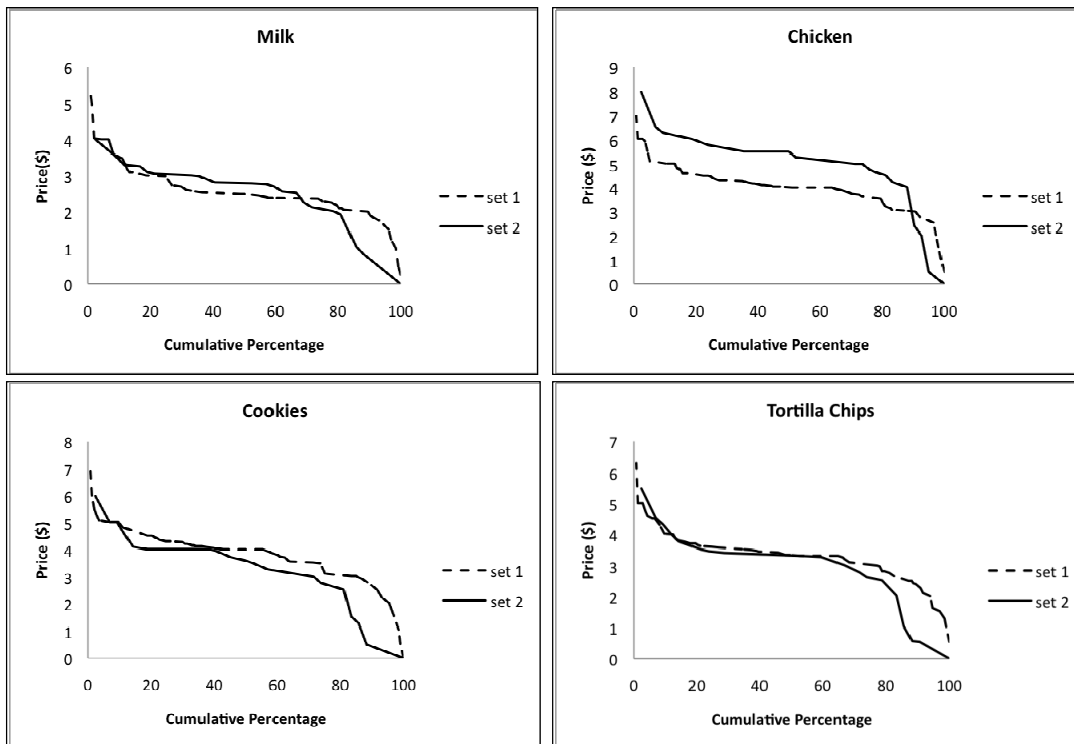 Milk
6
5
4
3
2
1
0
Price($)
0 20 40 60 80 100
Cumulative Percentage
set 1
set 2
Chicken
9
8
7
6
5
4
3
2
1
0
Price ($)
0 20 40 60 80 100
Cumulative Percentage
set 1
set 2
Cookies
8
7
6
5
4
3
2
1
0
Price ($)
0 20 40 60 80 100
Cumulative Percentage
set 1
set 2
Tortilla Chips
7
6
5
4
3
2
1
0
Price ($)
0 20 40 60 80 100
Cumulative Percentage
set 1
set 2